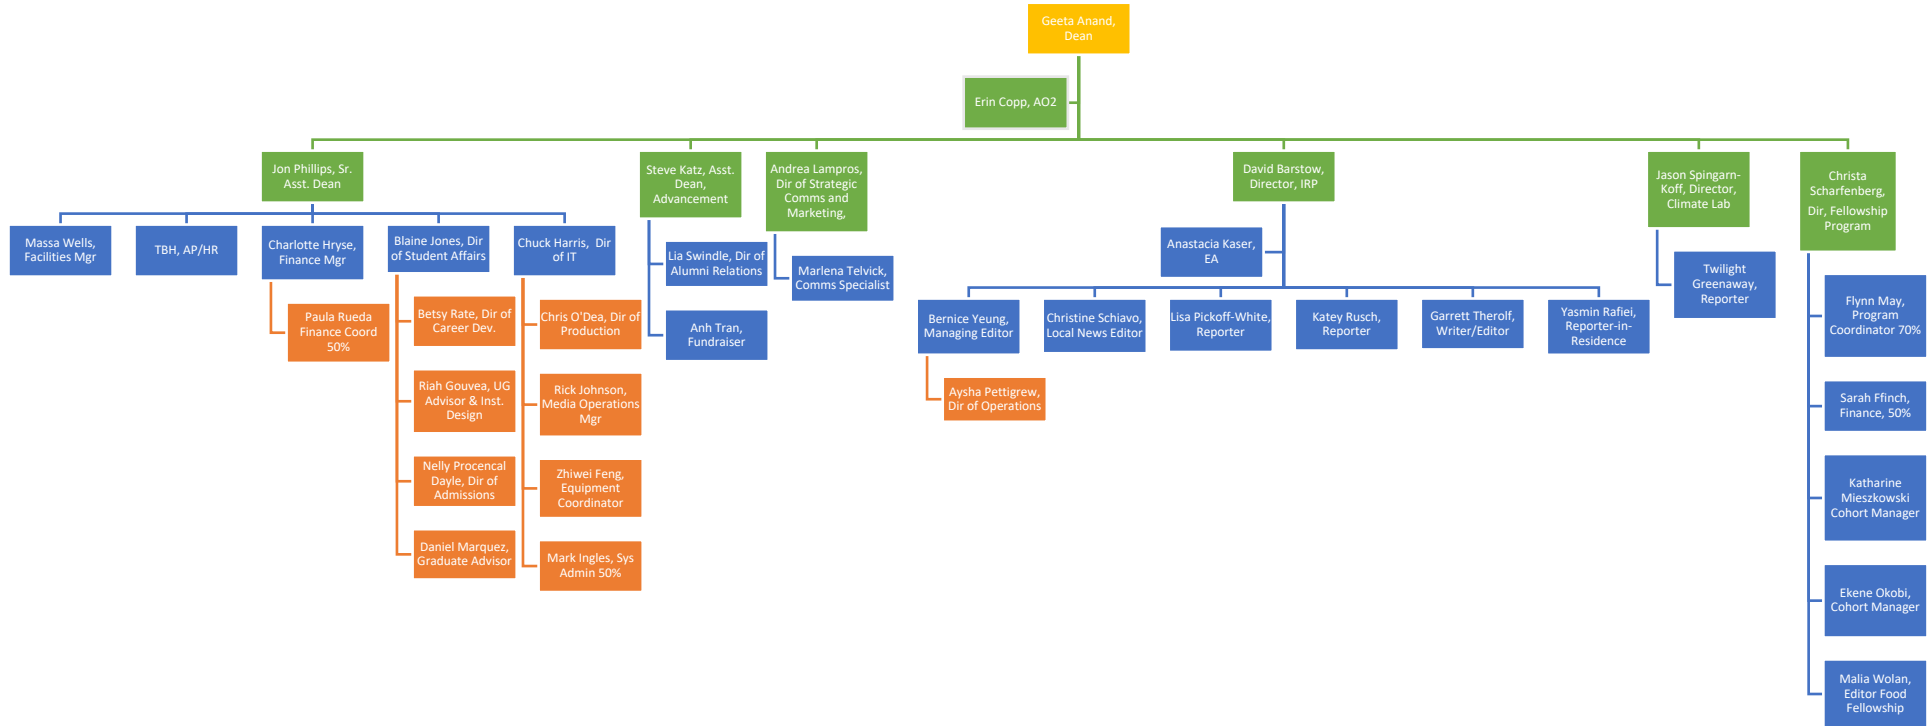 Geeta Anand,
Dean
Erin Copp, AO2
Jon Phillips, Sr.
Asst. Dean
Steve Katz, Asst.
Dean,
Advancement
Andrea Lampros,
Dir of Strategic
Comms and
Marketing,
David Barstow,
Director, IRP
Jason Spingarn-
Koff, Director,
Climate Lab
Christa
Scharfenberg,
Dir, Fellowship
Program
Massa Wells,
Facilities Mgr
TBH, AP/HR
Charlotte Hryse,
Finance Mgr
Blaine Jones, Dir
of Student Affairs
Chuck Harris,  Dir
of IT
Paula Rueda
Finance Coord
50%
Betsy Rate, Dir of
Career Dev.
Riah Gouvea, UG
Advisor & Inst.
Design
Nelly Procencal
Dayle, Dir of
Admissions
Daniel Marquez,
Graduate Advisor
Chris O'Dea, Dir of
Production
Rick Johnson,
Media Operations
Mgr
Zhiwei Feng,
Equipment
Coordinator
Mark Ingles, Sys
Admin 50%
Lia Swindle, Dir of
Alumni Relations
Anh Tran,
Fundraiser
Marlena Telvick,
Comms Specialist
Anastacia Kaser,
EA
Bernice Yeung,
Managing Editor
Christine Schiavo,
Local News Editor
Lisa Pickoff-White,
Reporter
Katey Rusch,
Reporter
Garrett Therolf,
Writer/Editor
Yasmin Rafiei,
Reporter-in-
Residence
Aysha Pettigrew,
Dir of Operations
Twilight
Greenaway,
Reporter
Flynn May,
Program
Coordinator 70%
Sarah Ffinch,
Finance, 50%
Katharine
Mieszkowski
Cohort Manager
Ekene Okobi,
Cohort Manager
Malia Wolan,
Editor Food
Fellowship